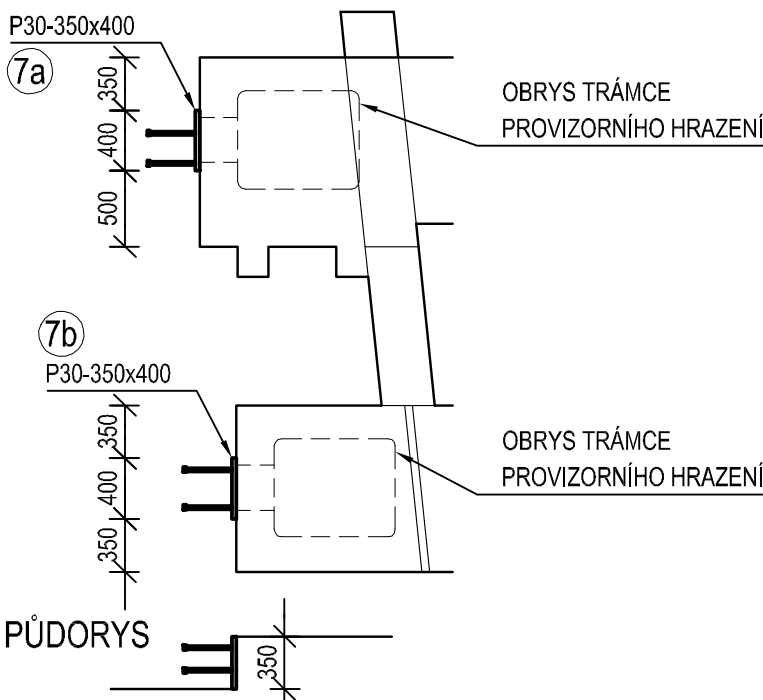 P30-350x400
7a
350
400
500
OBRYS TRÁMCE
PROVIZORNÍHO HRAZENÍ
7b
P30-350x400
350
400
350
OBRYS TRÁMCE
PROVIZORNÍHO HRAZENÍ
PŮDORYS
350